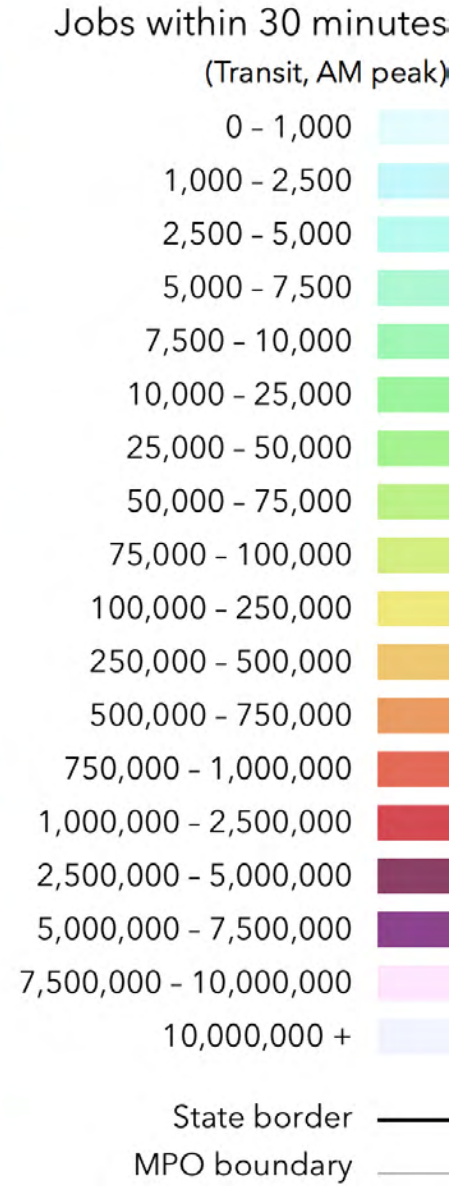 Jobs within 30 minutes
(Transit, AM peak)
0 – 1,000
1,000 – 2,500
2,500 – 5,000
5,000 – 7,500
7,500 – 10,000
10,000 – 25,000
25,000 – 50,000
50,000 – 75,000
75,000 – 100,000
100,000 – 250,000
250,000 – 500,000
500,000 – 750,000
750,000 – 1,000,000
1,000,000 – 2,500,000
2,500,000 – 5,000,000
5,000,000 – 7,500,000
7,500,000 – 10,000,000
10,000,000 +
State border
MPO boundary